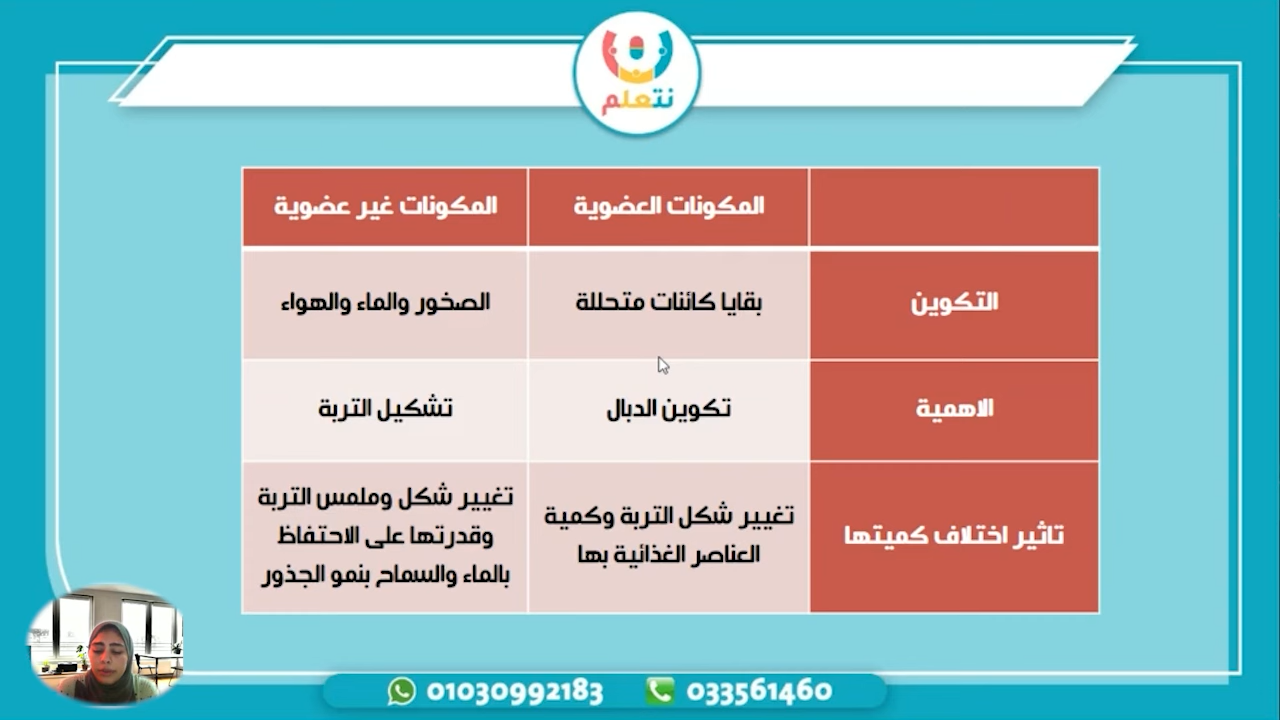 نتعلم
المكونات العضوية
المكونات غير عضوية
التكوين
بقايا كائنات متحللة
الصخور والماء والهواء
الاهمية
تكوين الدبال
تشكيل التربة
تاثير اختلاف كميتها
تغيير شكل التربة وكمية
العناصر الغذائية بها
تغيير شكل وملمس التربة
وقدرتها على الاحتفاظ
بالماء والسماح بنمو الجذور
01030992183
033561460